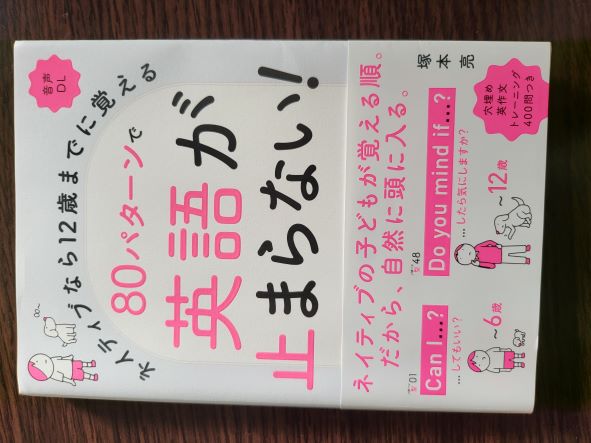 ネイティブなら12歳までに覚える
音声
DL
80パターンで
英語が
止まらない!
ネイティブの子どもが覚える順。
だから、自然に頭に入る。
塚本 亮
01
Can I...?
...してもいい?
~6歳
48
Do you mind if...?
...したら気にしますか?
~12歳
穴埋め
英作文
トレーニング
400問つき